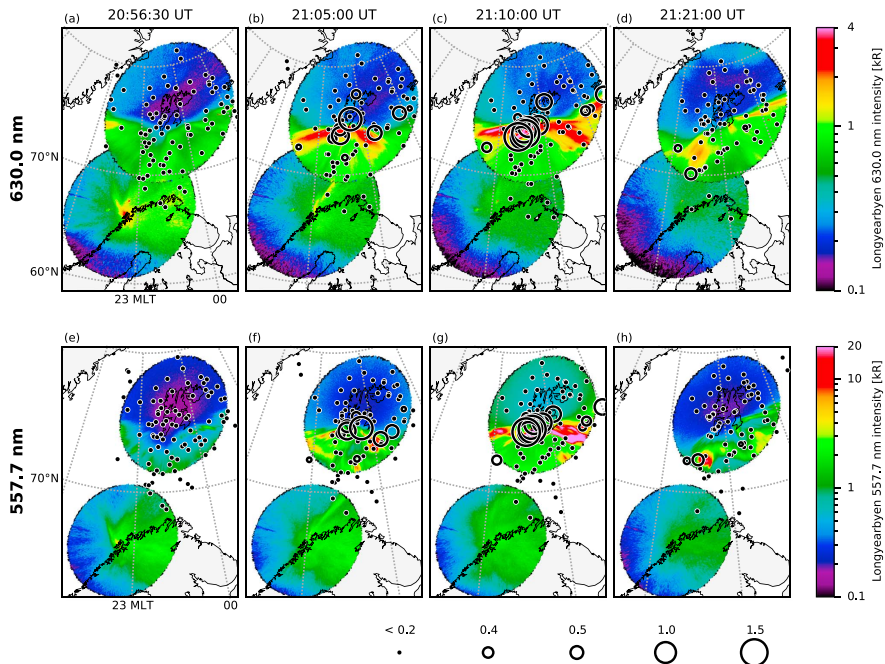 (a) 20:56:30 UT (b) 21:05:00 UT (c) 21:10:00 UT (d) 21:21:00 UT
630.0 nm
70°N
60°N
23 MLT 00
4
1
0.1
Longyearbyen 630.0 nm intensity [kR]
(e) (f) (g) (h)
557.7 nm
70°N
23 MLT 00
20
10
1
0.1
Longyearbyen 557.7 nm intensity [kR]
< 0.2 0.4 0.5 1.0 1.5